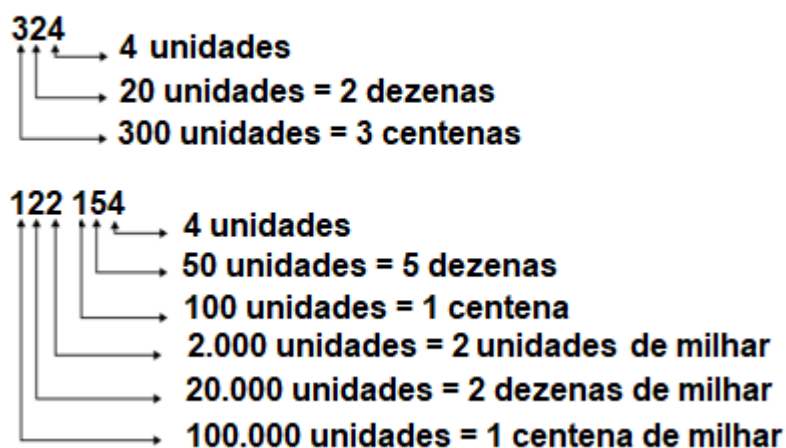 324
4 unidades
20 unidades = 2 dezenas
300 unidades = 3 centenas
122 154
4 unidades
50 unidades = 5 dezenas
100 unidades = 1 centena
2.000 unidades = 2 unidades de milhar
20.000 unidades = 2 dezenas de milhar
100.000 unidades = 1 centena de milhar